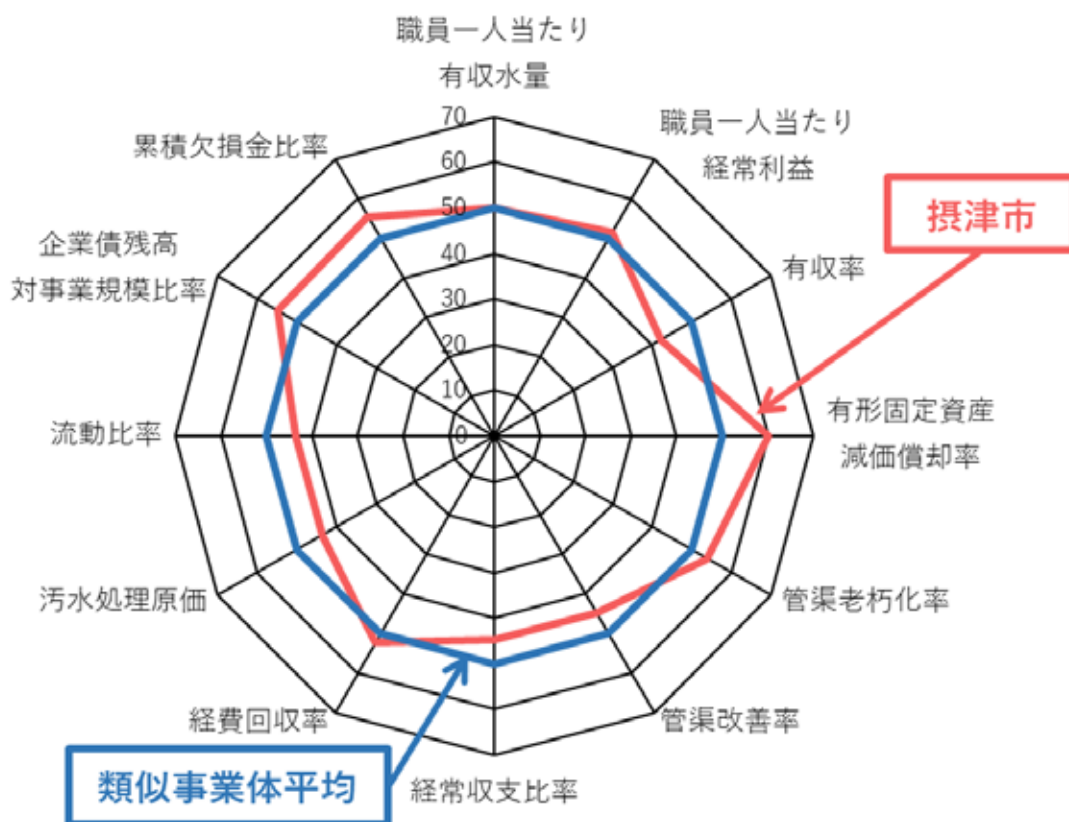 職員一人当たり
有収水量
職員一人当たり
経常利益
有収率
有形固定資産
減価償却率
管渠老朽化率
管渠改善率
経常収支比率
経費回収率
汚水処理原価
流動比率
企業債残高
対事業規模比率
累積欠損金比率
70
60
50
40
30
20
10
0
摂津市
類似事業体平均